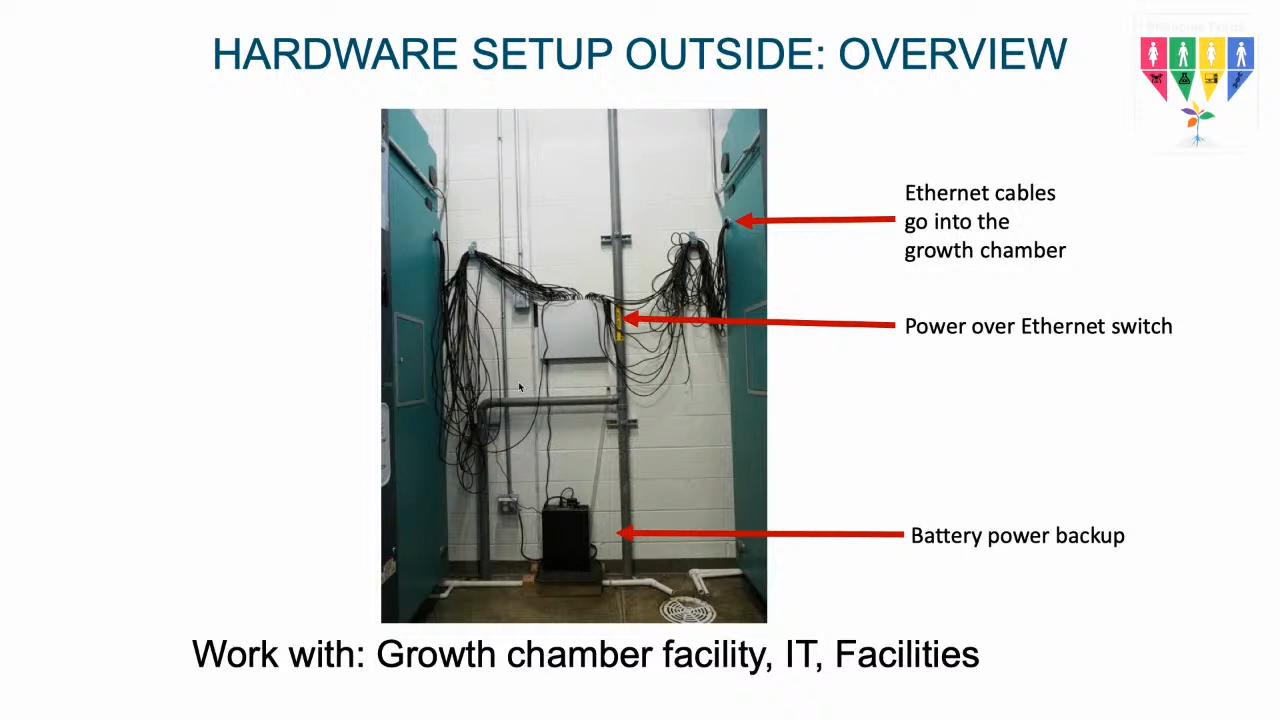 HARDWARE SETUP OUTSIDE: OVERVIEW
Ethernet cables
go into the
growth chamber
Power over Ethernet switch
Battery power backup
Work with: Growth chamber facility, IT, Facilities